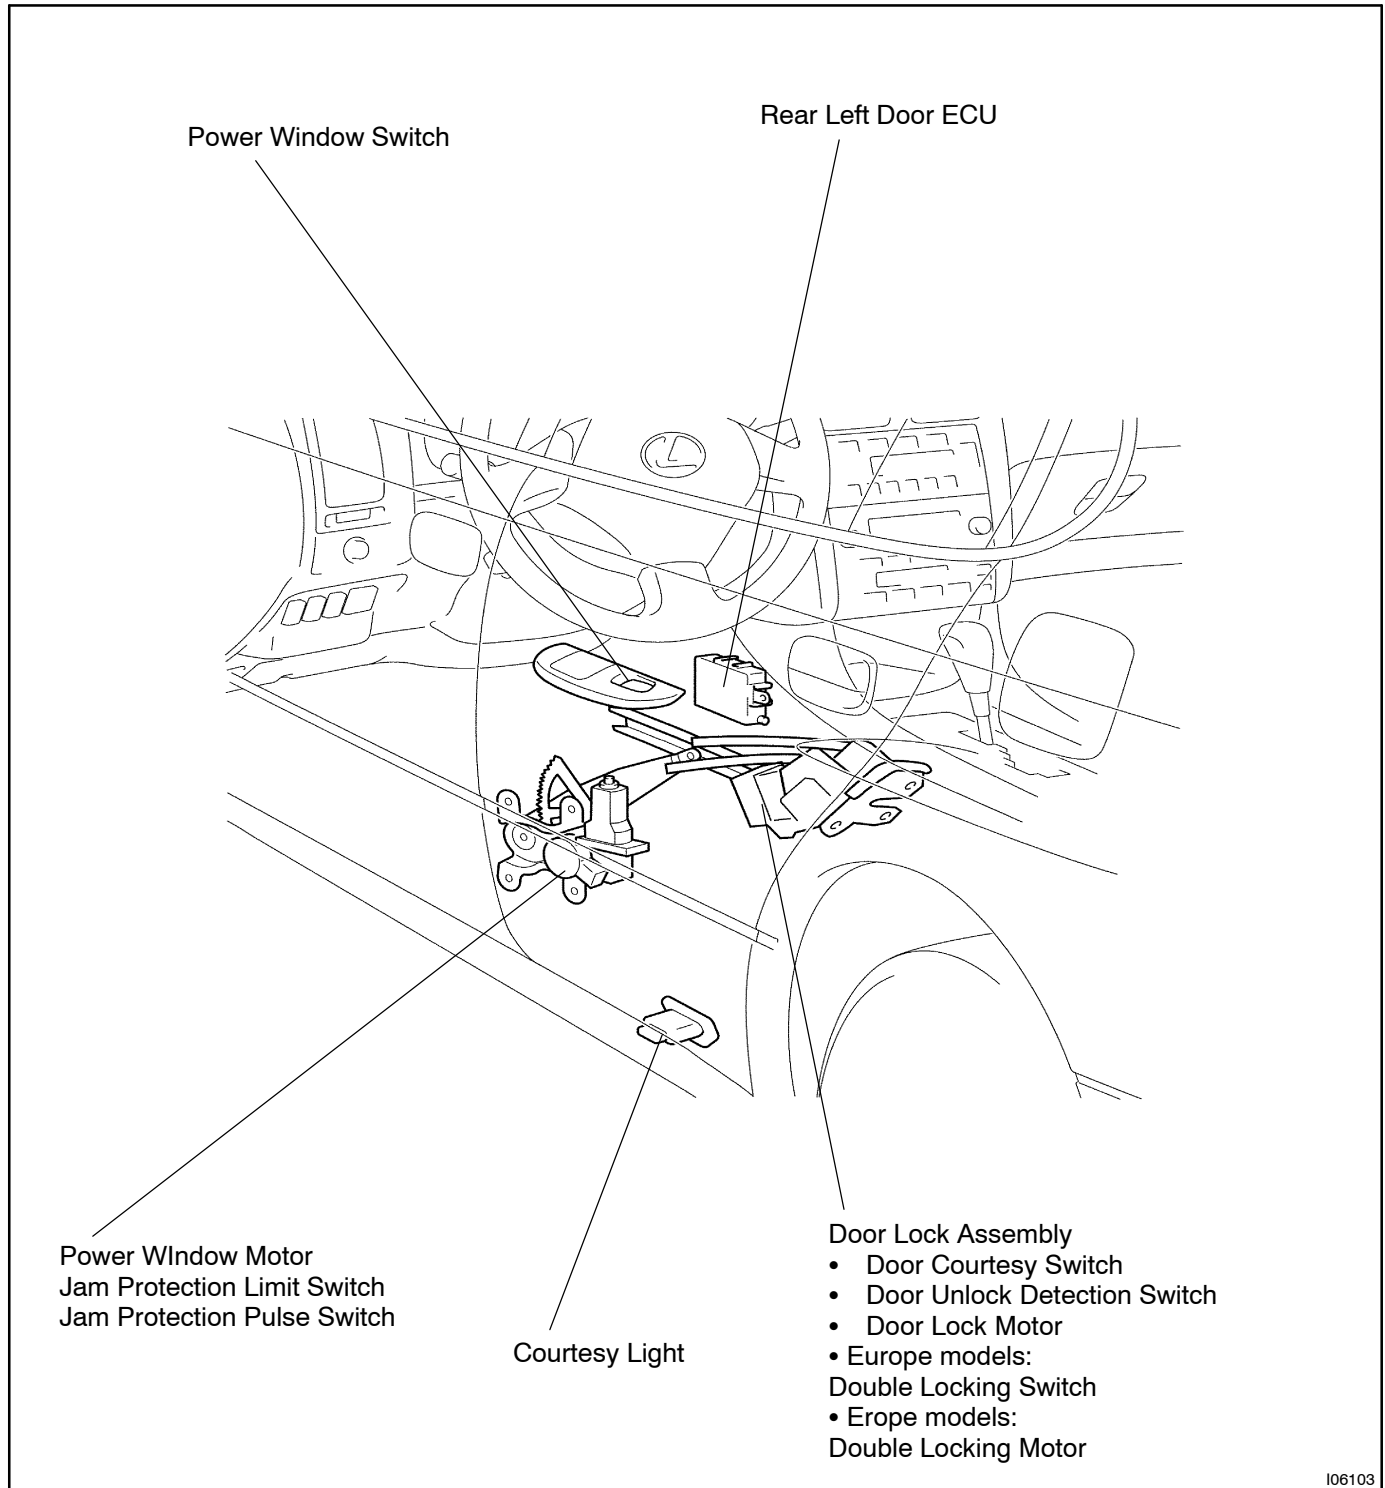 Rear Left Door ECU
Power Window Switch
Power WIndow Motor
Jam Protection Limit Switch
Jam Protection Pulse Switch
Courtesy Light
Door Lock Assembly
• Door Courtesy Switch
• Door Unlock Detection Switch
• Door Lock Motor
• Europe models:
Double Locking Switch
• Erope models:
Double Locking Motor
I06103